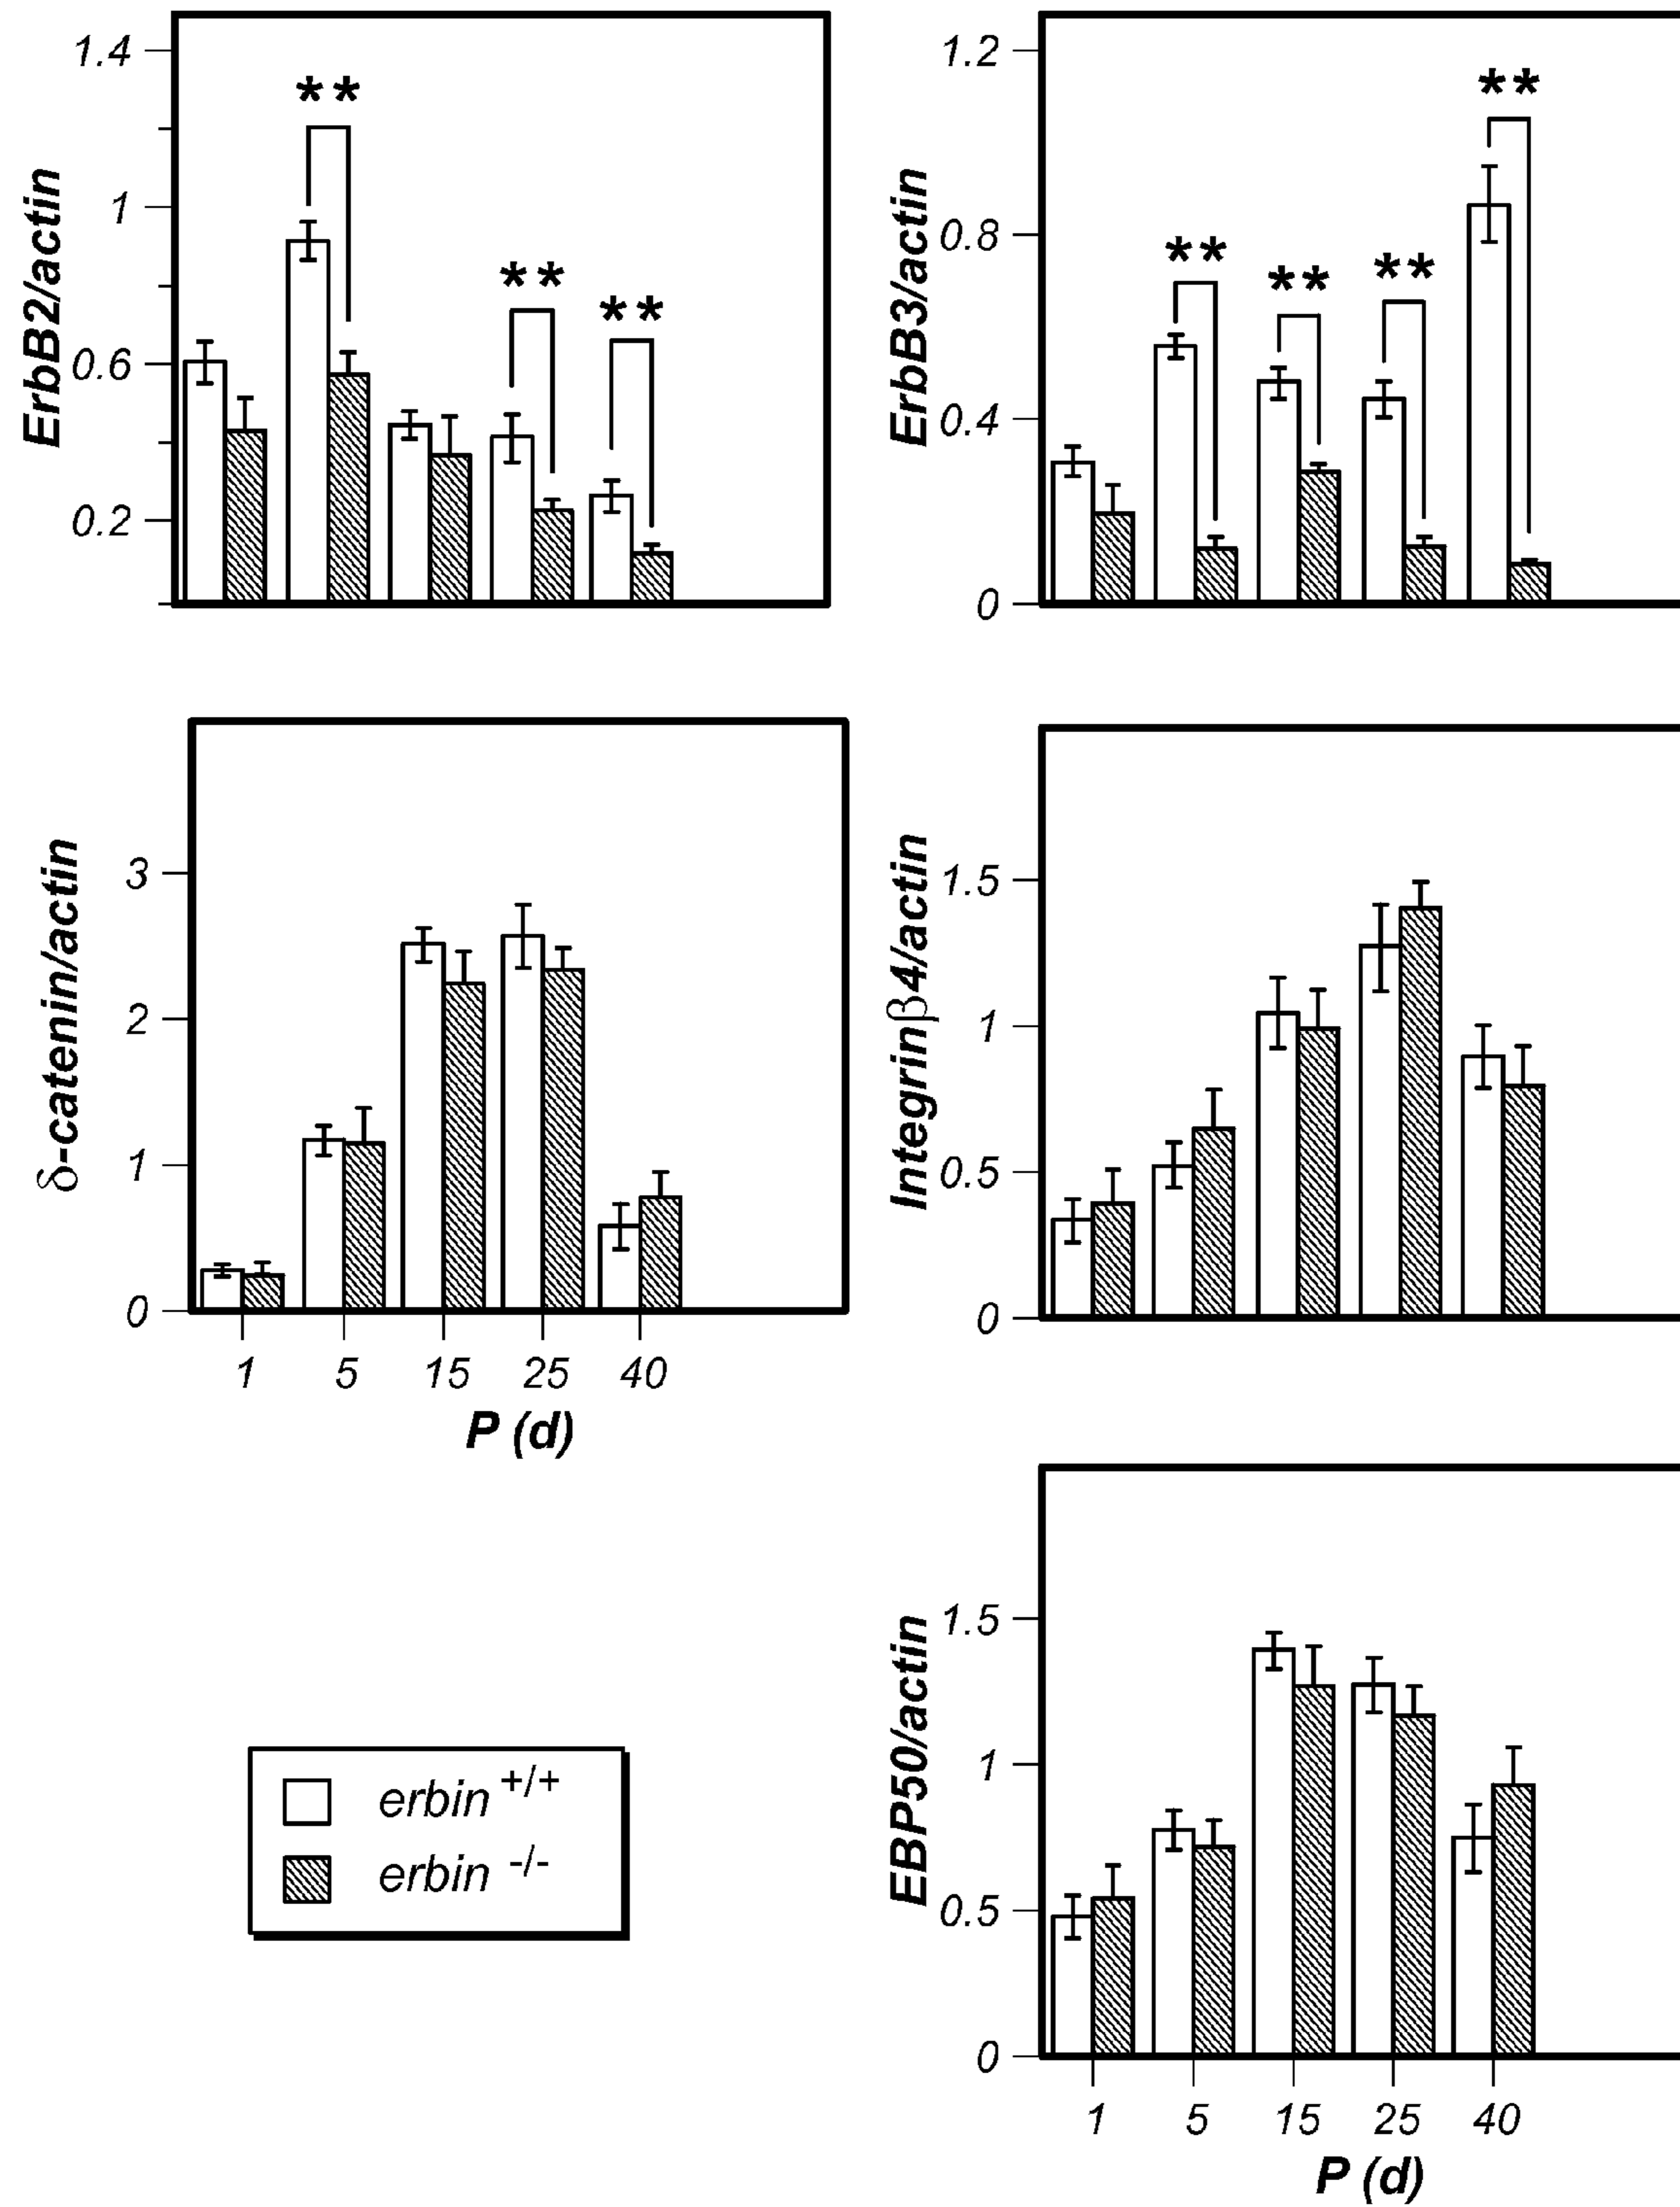 ErbB2/actin
1.4
1
0.6
0.2
**
**
**
ErbB3/actin
1.2
0.8
0.4
0
**
**
**
**
δ-catenin/actin
3
2
1
0
1 5 15 25 40
P (d)
Integrinβ4/actin
1.5
1
0.5
0
erbin +/+
erbin -/-
EBP50/actin
1.5
1
0.5
0
1 5 15 25 40
P (d)